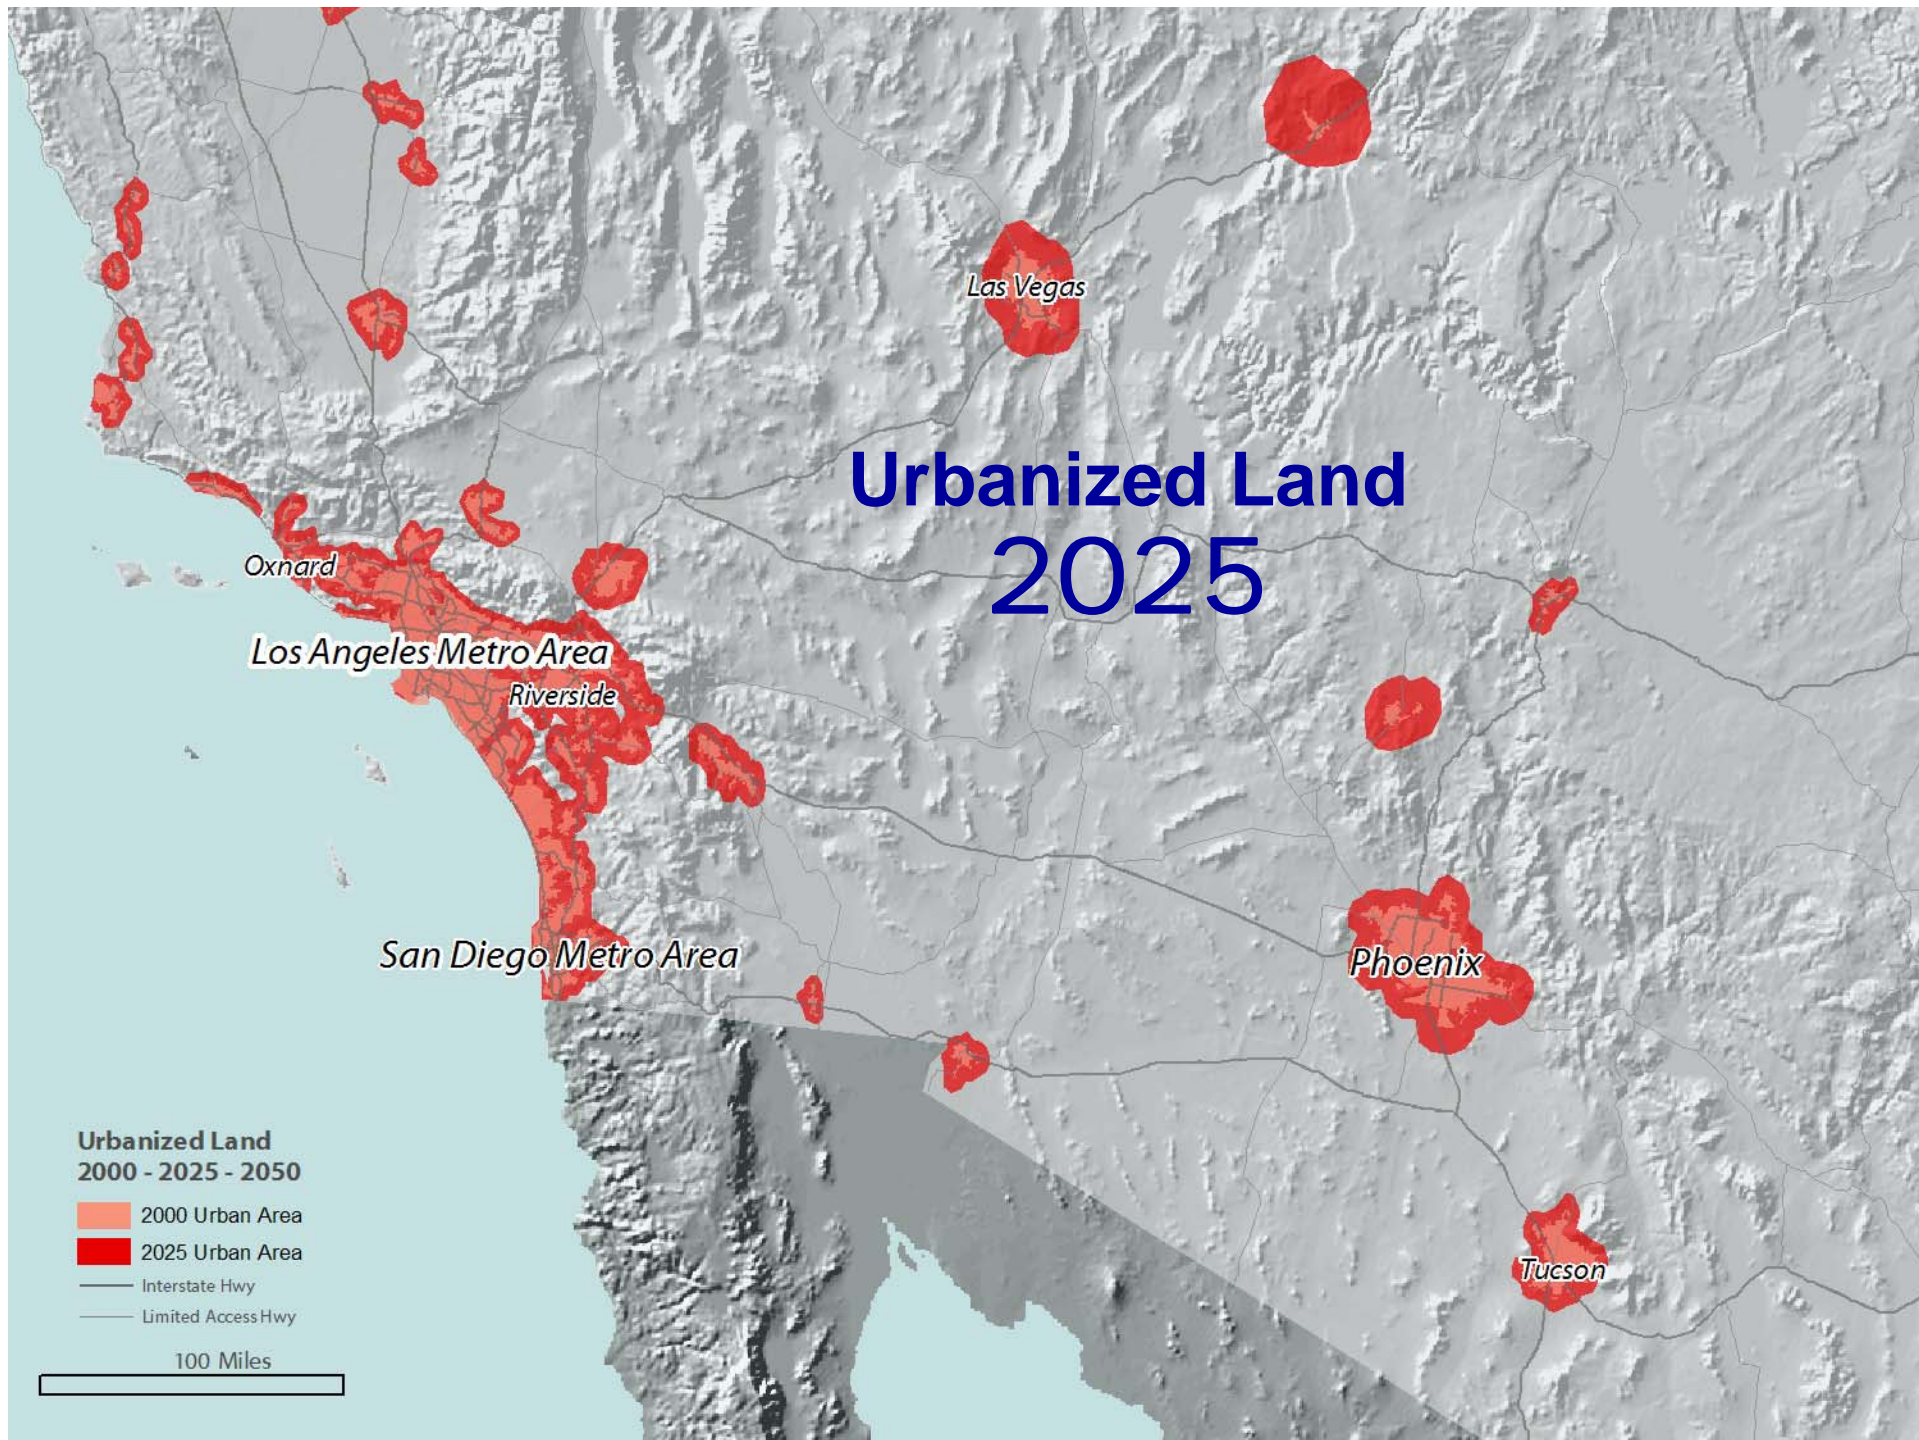 Las Vegas
Urbanized Land
2025
Oxnard
Los Angeles Metro Area
Riverside
San Diego Metro Area
Phoenix
Tucson
Urbanized Land
2000 - 2025 - 2050
2000 Urban Area
2025 Urban Area
Interstate Hwy
Limited Access Hwy
100 Miles